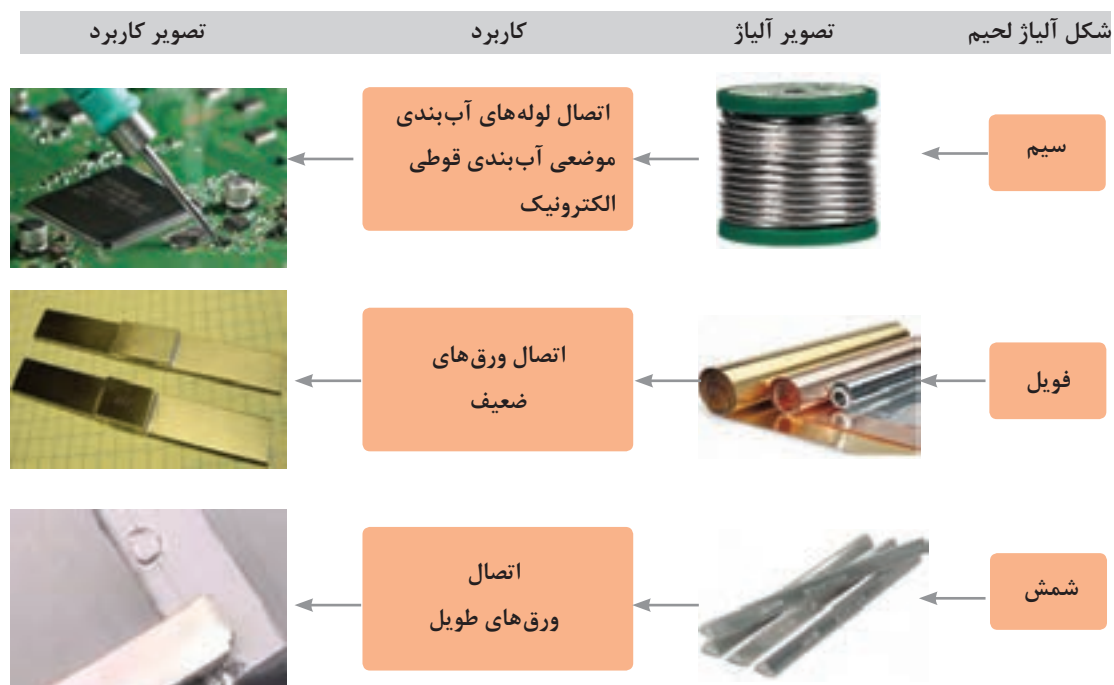 شکل آلیاژ لحیم
تصویر آلیاژ
کاربرد
تصویر کاربرد
سیم
اتصال لوله‌های آب‌بندی
موضعی آب‌بندی قوطی
الکترونیک
فویل
اتصال ورق‌های
ضعیف
شمش
اتصال
ورق‌های طویل